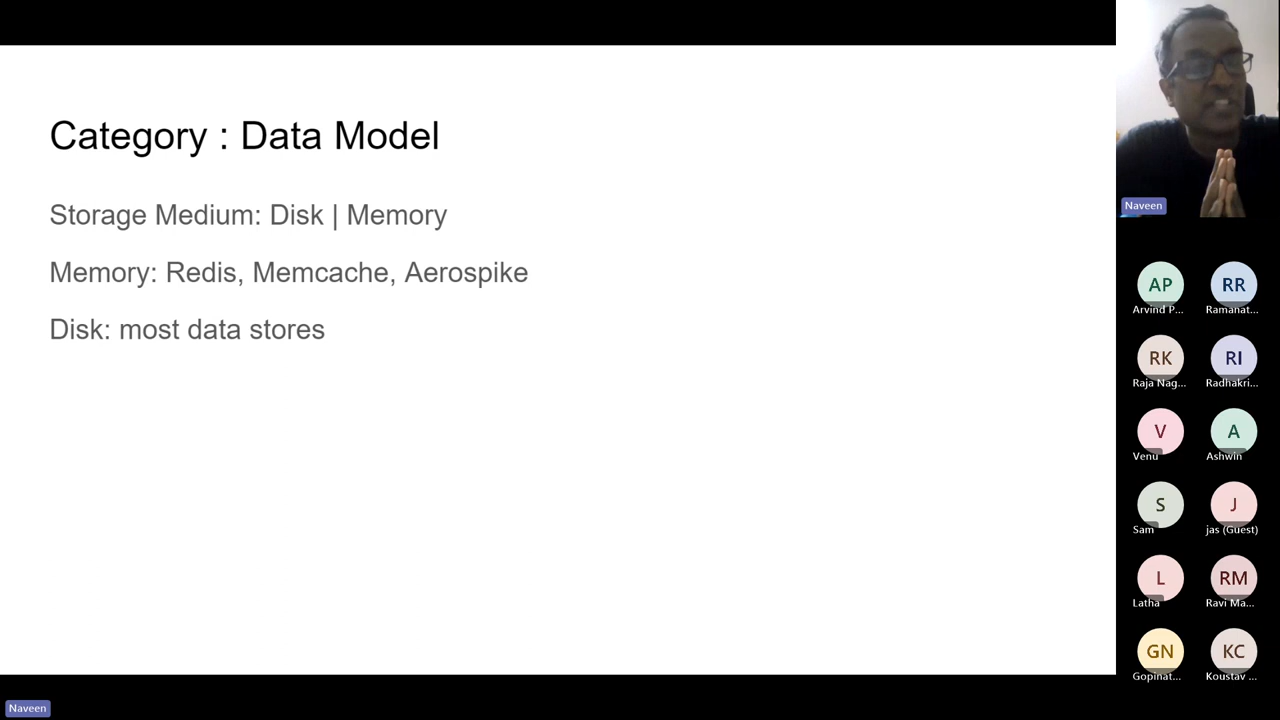 Category : Data Model
Storage Medium: Disk | Memory
Memory: Redis, Memcache, Aerospike
Disk: most data stores
Naveen
AP
RR
Arvind P...
Ramanat...
RK
RI
Raja Nag...
Radhakri...
V
A
Venu
Ashwin
S
J
Sam
jas (Guest)
L
RM
Latha
Ravi Ma...
GN
KC
Gopinat...
Koustav ...
Naveen